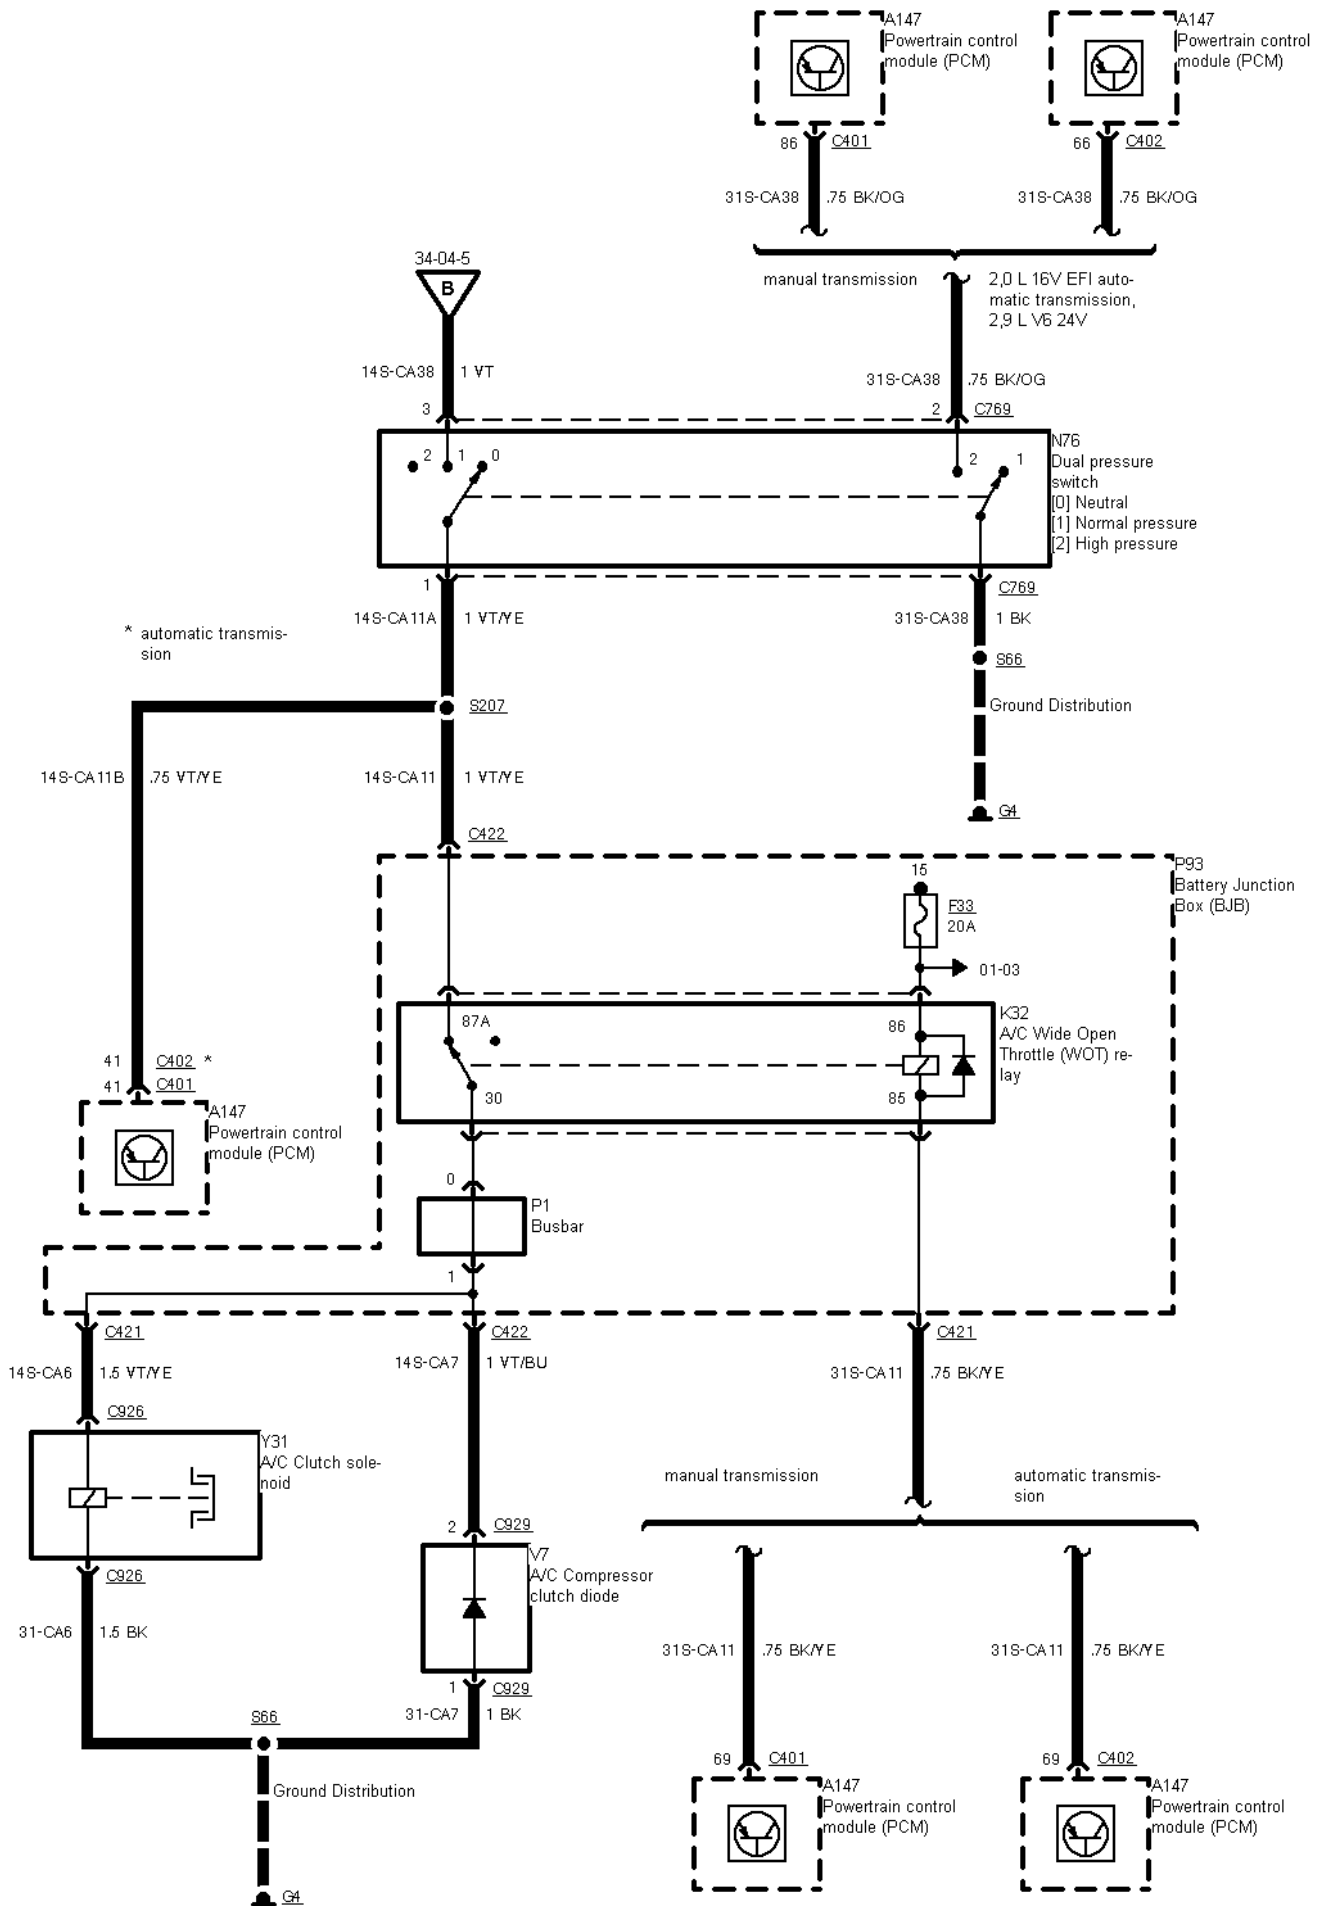 A147
Powertrain control
module (PCM)
A147
Powertrain control
module (PCM)
86 C401
66 C402
31S-CA38 .75 BK/OG
31S-CA38 .75 BK/OG
34-04-5
B
manual transmission
2,0 L 16V EFI auto-
matic transmission,
2,9 L V6 24V
14S-CA38 1 VT
31S-CA38 .75 BK/OG
3
2 C769
2 1 0
2 1
N76
Dual pressure
switch
[0] Neutral
[1] Normal pressure
[2] High pressure
1
C769
14S-CA11A 1 VT/YE
31S-CA38 1 BK
* automatic transmis-
sion
S66
S207
Ground Distribution
14S-CA11B .75 VT/YE
14S-CA11 1 VT/YE
G4
C422
P93
Battery Junction
Box (BJB)
15
F33
20A
01-03
87A
86
K32
A/C Wide Open
Throttle (WOT) re-
lay
30
85
41 C402 *
41 C401
A147
Powertrain control
module (PCM)
0
P1
Busbar
1
C421
C422
C421
14S-CA6 1.5 VT/YE
14S-CA7 1 VT/BU
31S-CA11 .75 BK/YE
C926
Y31
A/C Clutch sole-
noid
manual transmission
automatic transmis-
sion
2 C929
V7
A/C Compressor
clutch diode
C926
31-CA6 1.5 BK
31S-CA11 .75 BK/YE
31S-CA11 .75 BK/YE
1 C929
31-CA7 1 BK
S66
Ground Distribution
69 C401
69 C402
A147
Powertrain control
module (PCM)
A147
Powertrain control
module (PCM)
G4